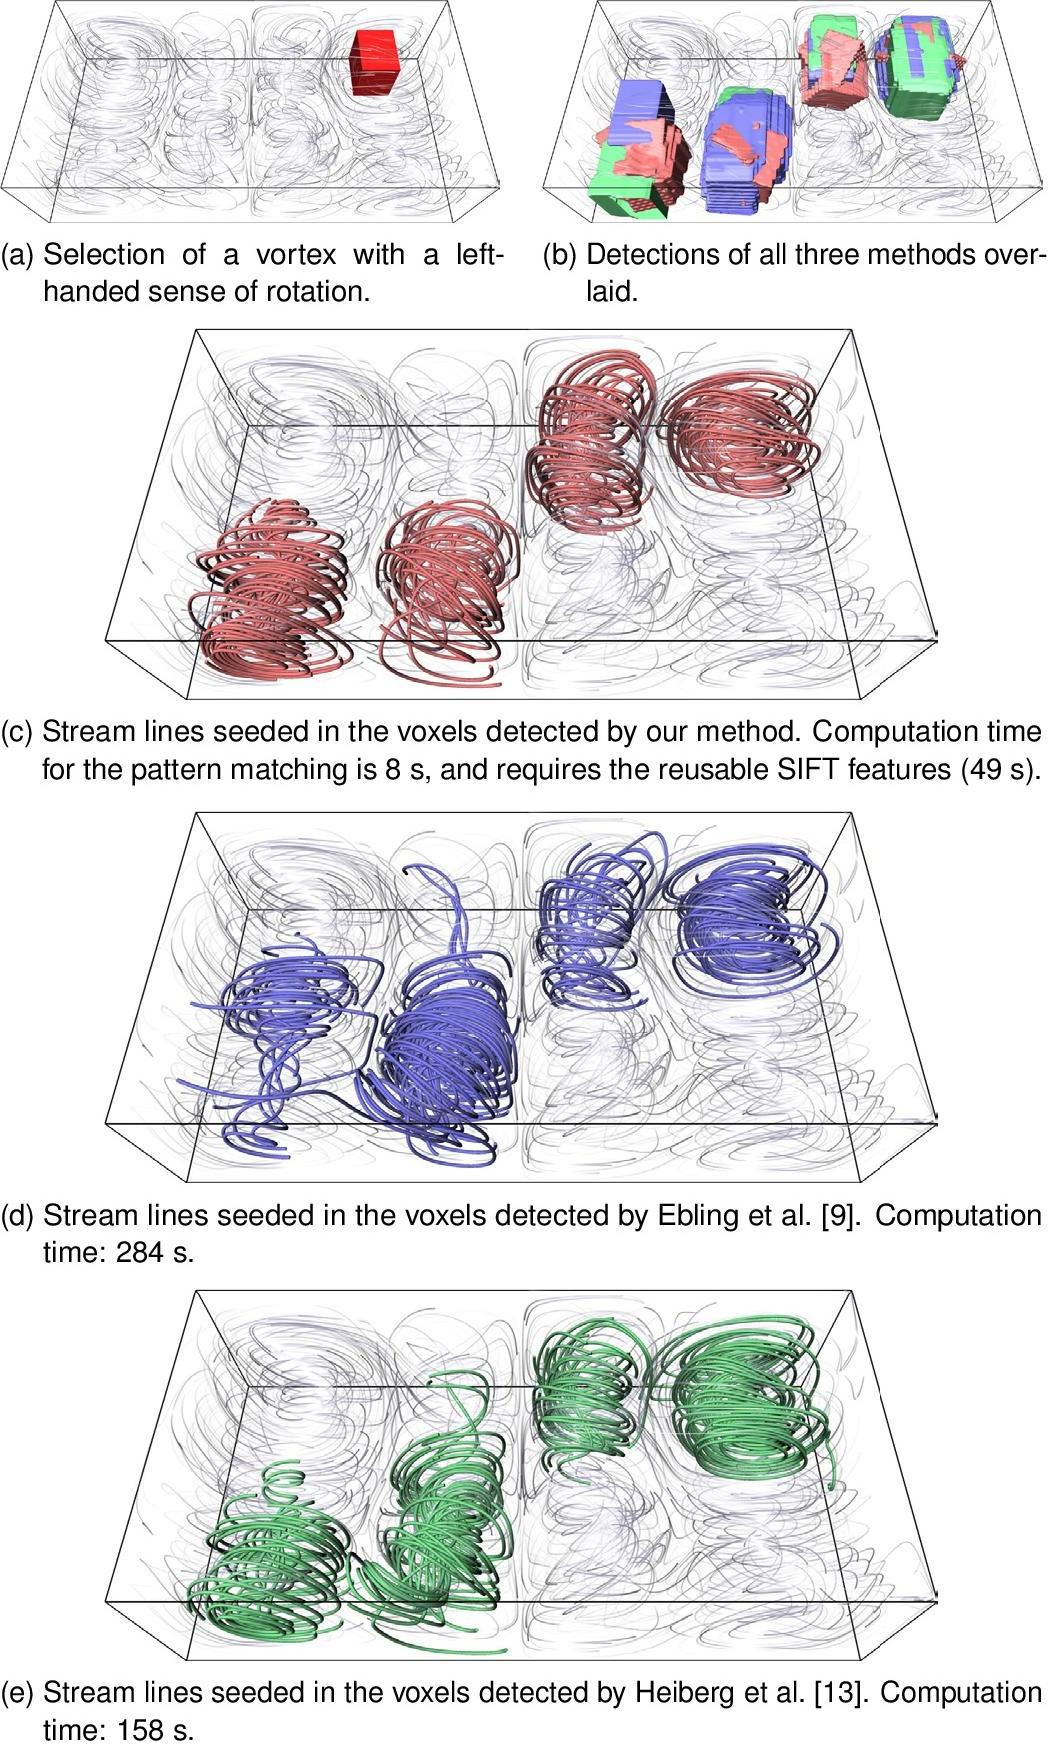 (a) Selection of a vortex with a left-
handed sense of rotation.
(b) Detections of all three methods over-
laid.
(c) Stream lines seeded in the voxels detected by our method. Computation time
for the pattern matching is 8 s, and requires the reusable SIFT features (49 s).
(d) Stream lines seeded in the voxels detected by Ebling et al. [9]. Computation
time: 284 s.
(e) Stream lines seeded in the voxels detected by Heiberg et al. [13]. Computation
time: 158 s.